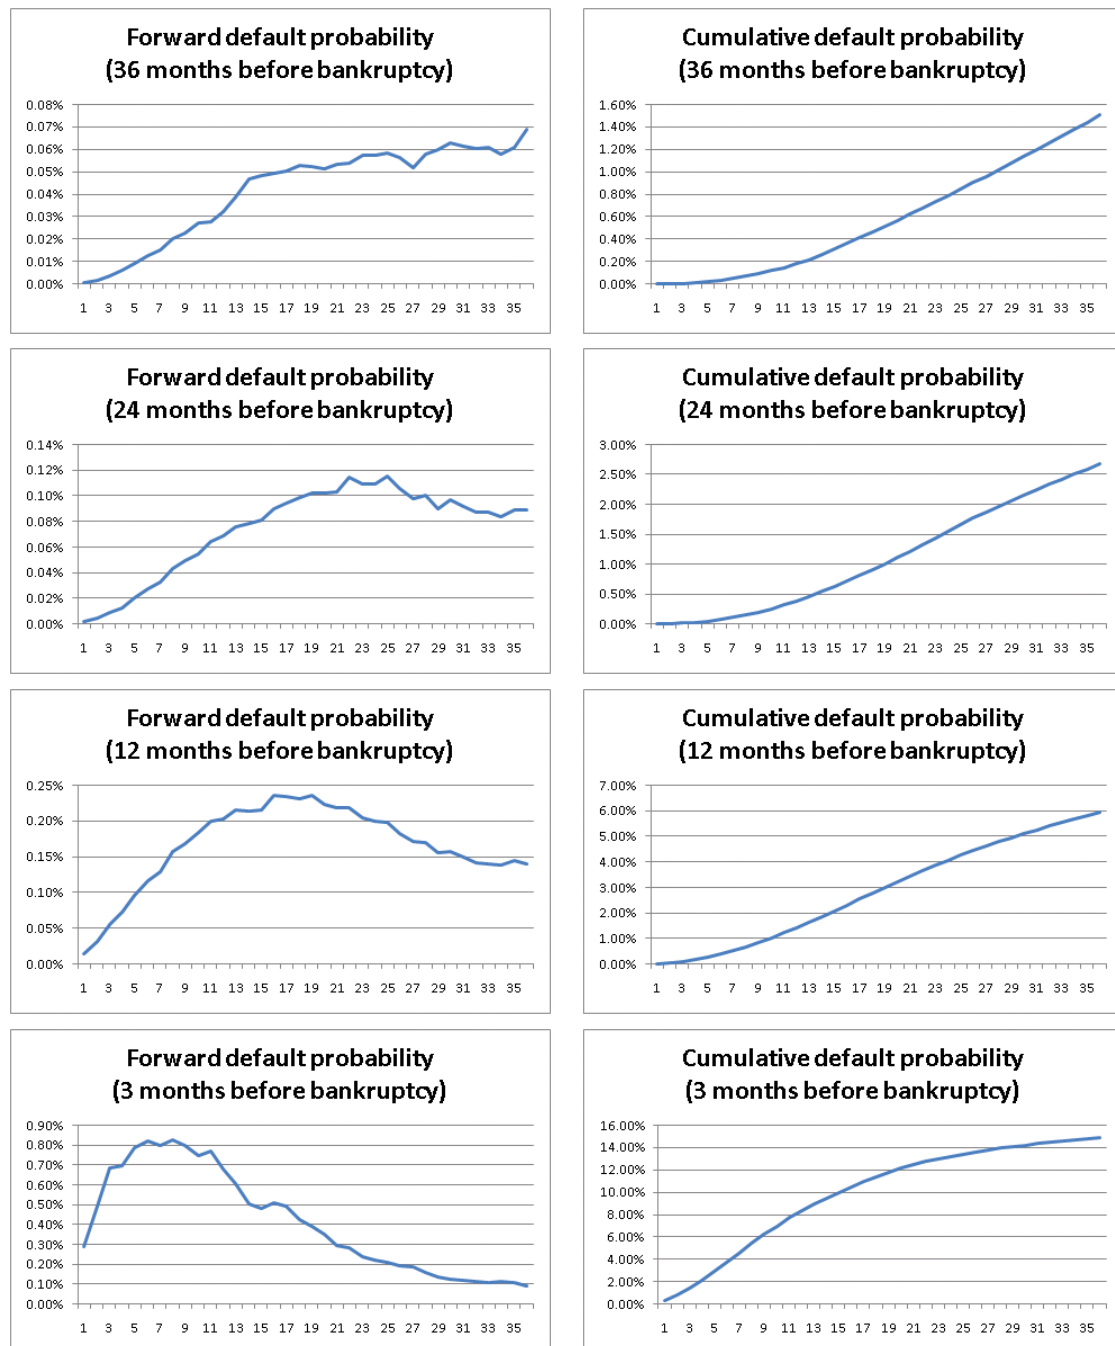 Forward default probability
(36 months before bankruptcy)
0.08%
0.07%
0.06%
0.05%
0.04%
0.03%
0.02%
0.01%
0.00%
1 3 5 7 9 11 13 15 17 19 21 23 25 27 29 31 33 35
Cumulative default probability
(36 months before bankruptcy)
1.60%
1.40%
1.20%
1.00%
0.80%
0.60%
0.40%
0.20%
0.00%
1 3 5 7 9 11 13 15 17 19 21 23 25 27 29 31 33 35
Forward default probability
(24 months before bankruptcy)
0.14%
0.12%
0.10%
0.08%
0.06%
0.04%
0.02%
0.00%
1 3 5 7 9 11 13 15 17 19 21 23 25 27 29 31 33 35
Cumulative default probability
(24 months before bankruptcy)
3.00%
2.50%
2.00%
1.50%
1.00%
0.50%
0.00%
1 3 5 7 9 11 13 15 17 19 21 23 25 27 29 31 33 35
Forward default probability
(12 months before bankruptcy)
0.25%
0.20%
0.15%
0.10%
0.05%
0.00%
1 3 5 7 9 11 13 15 17 19 21 23 25 27 29 31 33 35
Cumulative default probability
(12 months before bankruptcy)
7.00%
6.00%
5.00%
4.00%
3.00%
2.00%
1.00%
0.00%
1 3 5 7 9 11 13 15 17 19 21 23 25 27 29 31 33 35
Forward default probability
(3 months before bankruptcy)
0.90%
0.80%
0.70%
0.60%
0.50%
0.40%
0.30%
0.20%
0.10%
0.00%
1 3 5 7 9 11 13 15 17 19 21 23 25 27 29 31 33 35
Cumulative default probability
(3 months before bankruptcy)
16.00%
14.00%
12.00%
10.00%
8.00%
6.00%
4.00%
2.00%
0.00%
1 3 5 7 9 11 13 15 17 19 21 23 25 27 29 31 33 35